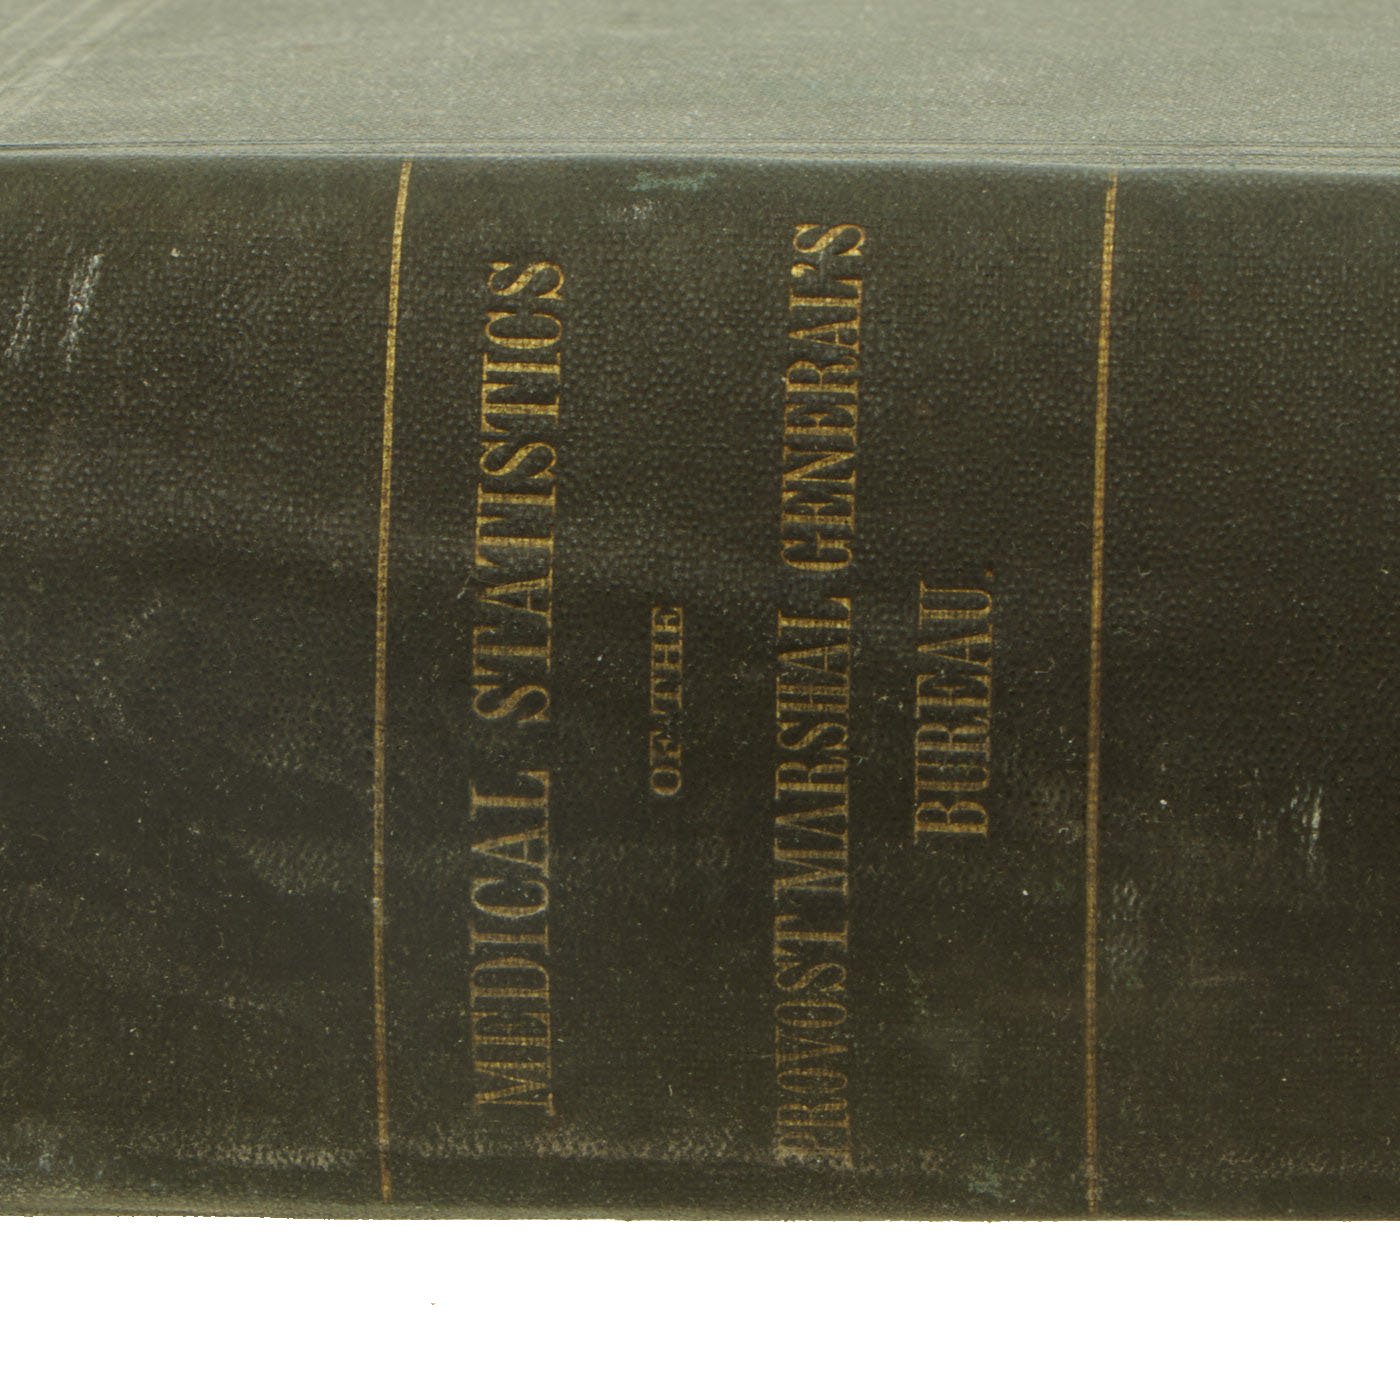 MEDICAL STATISTICS
OF THE
PROVOST MARSHAL GENERAL'S
BUREAU.